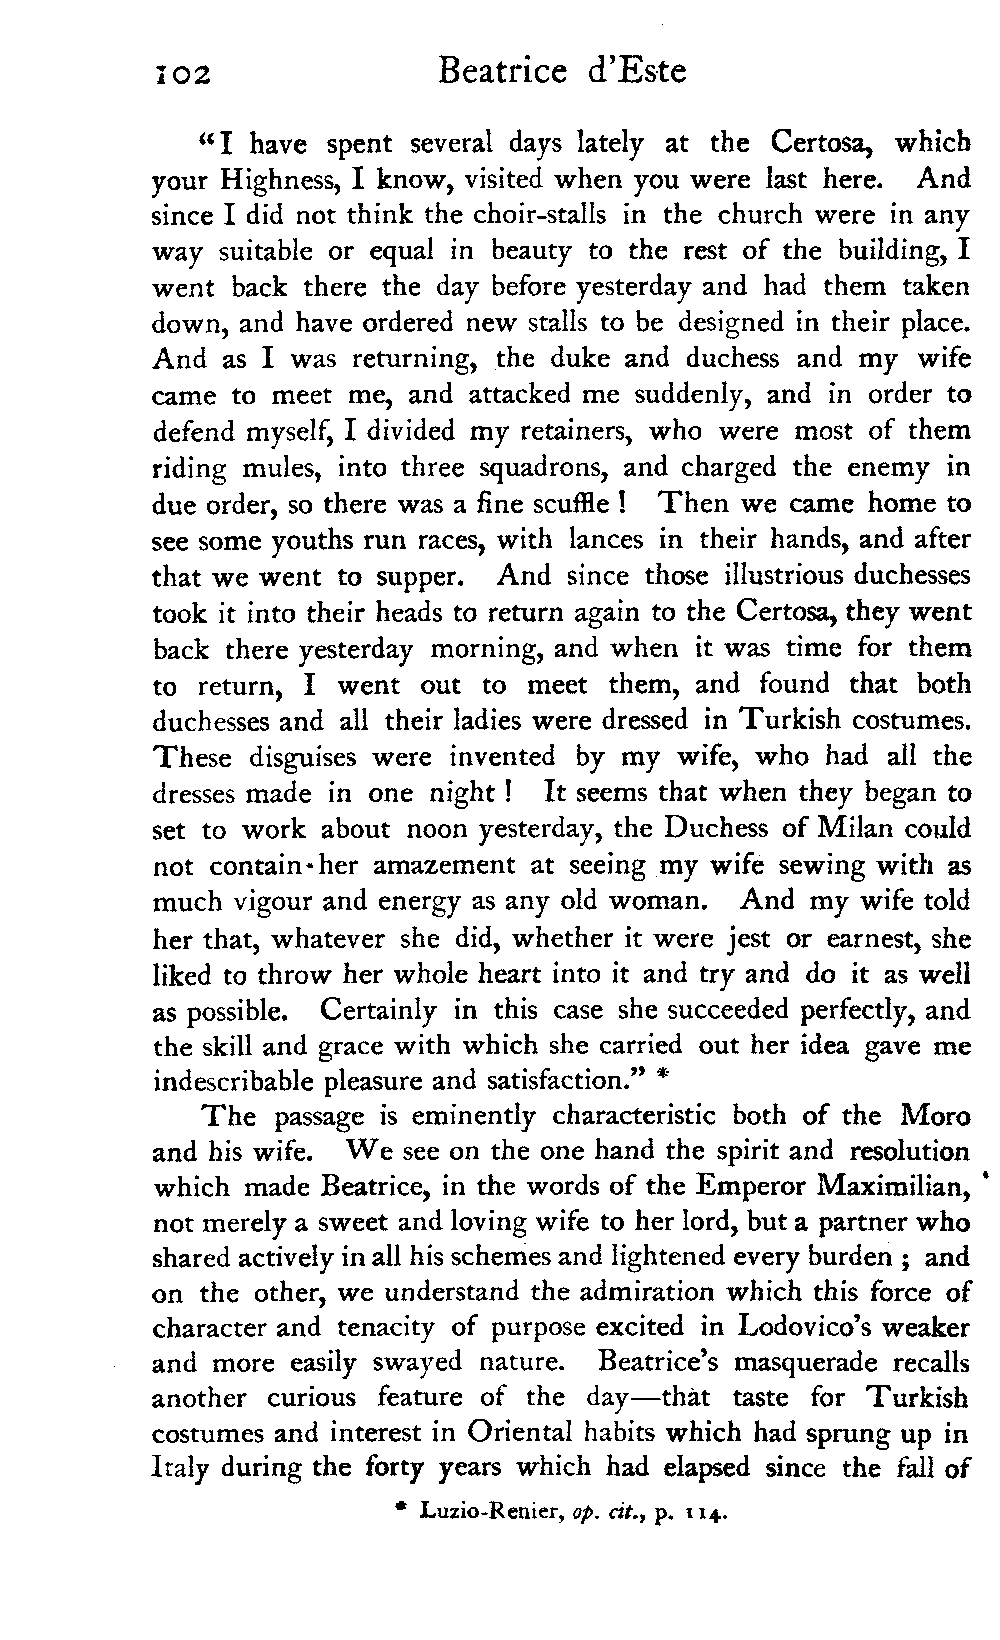 102 Beatrice d'Este
"I have spent several days lately at the Certosa, which
your Highness, I know, visited when you were last here. And
since I did not think the choir-stalls in the church were in any
way suitable or equal in beauty to the rest of the building, I
went back there the day before yesterday and had them taken
down, and have ordered new stalls to be designed in their place.
And as I was returning, the duke and duchess and my wife
came to meet me, and attacked me suddenly, and in order to
defend myself, I divided my retainers, who were most of them
riding mules, into three squadrons, and charged the enemy in
due order, so there was a fine scuffle ! Then we came home to
see some youths run races, with lances in their hands, and after
that we went to supper. And since those illustrious duchesses
took it into their heads to return again to the Certosa, they went
back there yesterday morning, and when it was time for them
to return, I went out to meet them, and found that both
duchesses and all their ladies were dressed in Turkish costumes.
These disguises were invented by my wife, who had all the
dresses made in one night ! It seems that when they began to
set to work about noon yesterday, the Duchess of Milan could
not contain her amazement at seeing my wife sewing with as
much vigour and energy as any old woman. And my wife told
her that, whatever she did, whether it were jest or earnest, she
liked to throw her whole heart into it and try and do it as well
as possible. Certainly in this case she succeeded perfectly, and
the skill and grace with which she carried out her idea gave me
indescribable pleasure and satisfaction." *
The passage is eminently characteristic both of the Moro
and his wife. We see on the one hand the spirit and resolution
which made Beatrice, in the words of the Emperor Maximilian,
not merely a sweet and loving wife to her lord, but a partner who
shared actively in all his schemes and lightened every burden ; and
on the other, we understand the admiration which this force of
character and tenacity of purpose excited in Lodovico's weaker
and more easily swayed nature. Beatrice's masquerade recalls
another curious feature of the day—that taste for Turkish
costumes and interest in Oriental habits which had sprung up in
Italy during the forty years which had elapsed since the fall of
* Luzio-Renier, op. cit., p. 114.